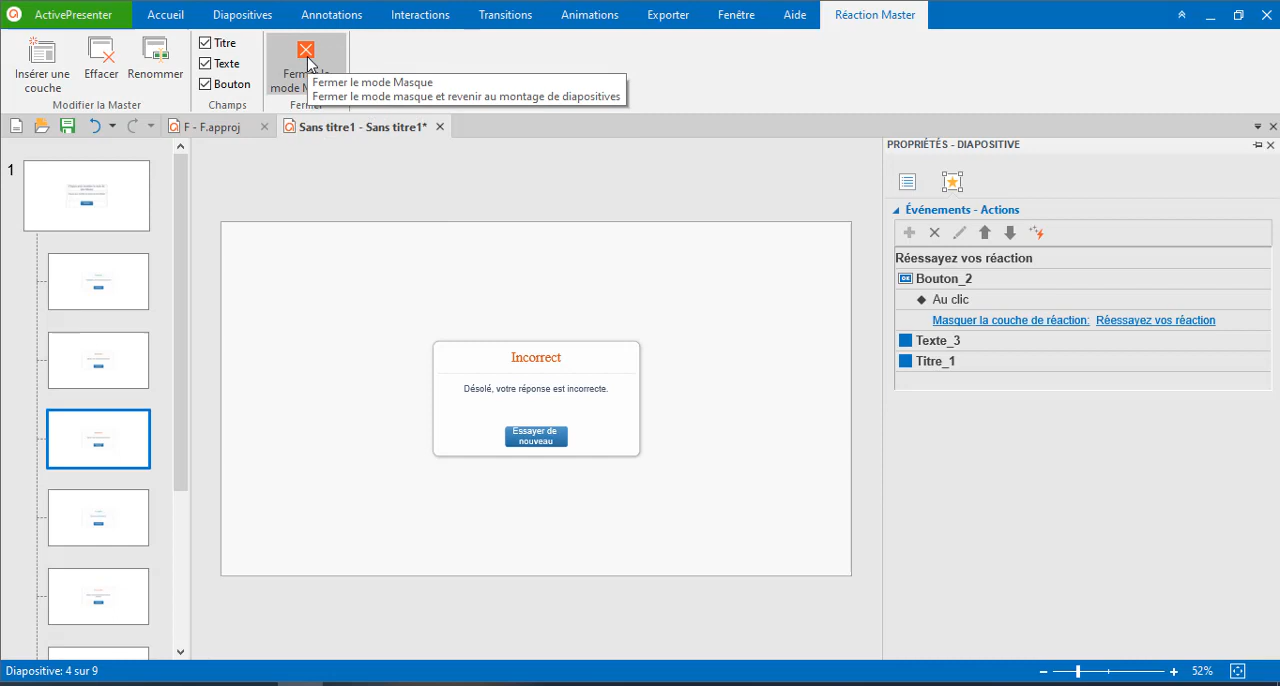 ActivePresenter Accueil Diapositives Annotations Interactions Transitions Animations Exporter Fenêtre Aide Réaction Master
Insérer une couche
Effacer
Renommer
Modifier la Master
Titre
Texte
Bouton
Champs
Fermer le mode Masque
Fermer le mode masque et revenir au montage de diapositives
F - F.approj
Sans titre1 - Sans titre1*
1
Incorrect
Désolé, votre réponse est incorrecte.
Essayer de
nouveau
PROPRIÉTÉS - DIAPOSITIVE
Événements - Actions
Réessayez vos réaction
Bouton_2
Au clic
Masquer la couche de réaction: Réessayez vos réaction
Texte_3
Titre_1
Diapositive: 4 sur 9
52%